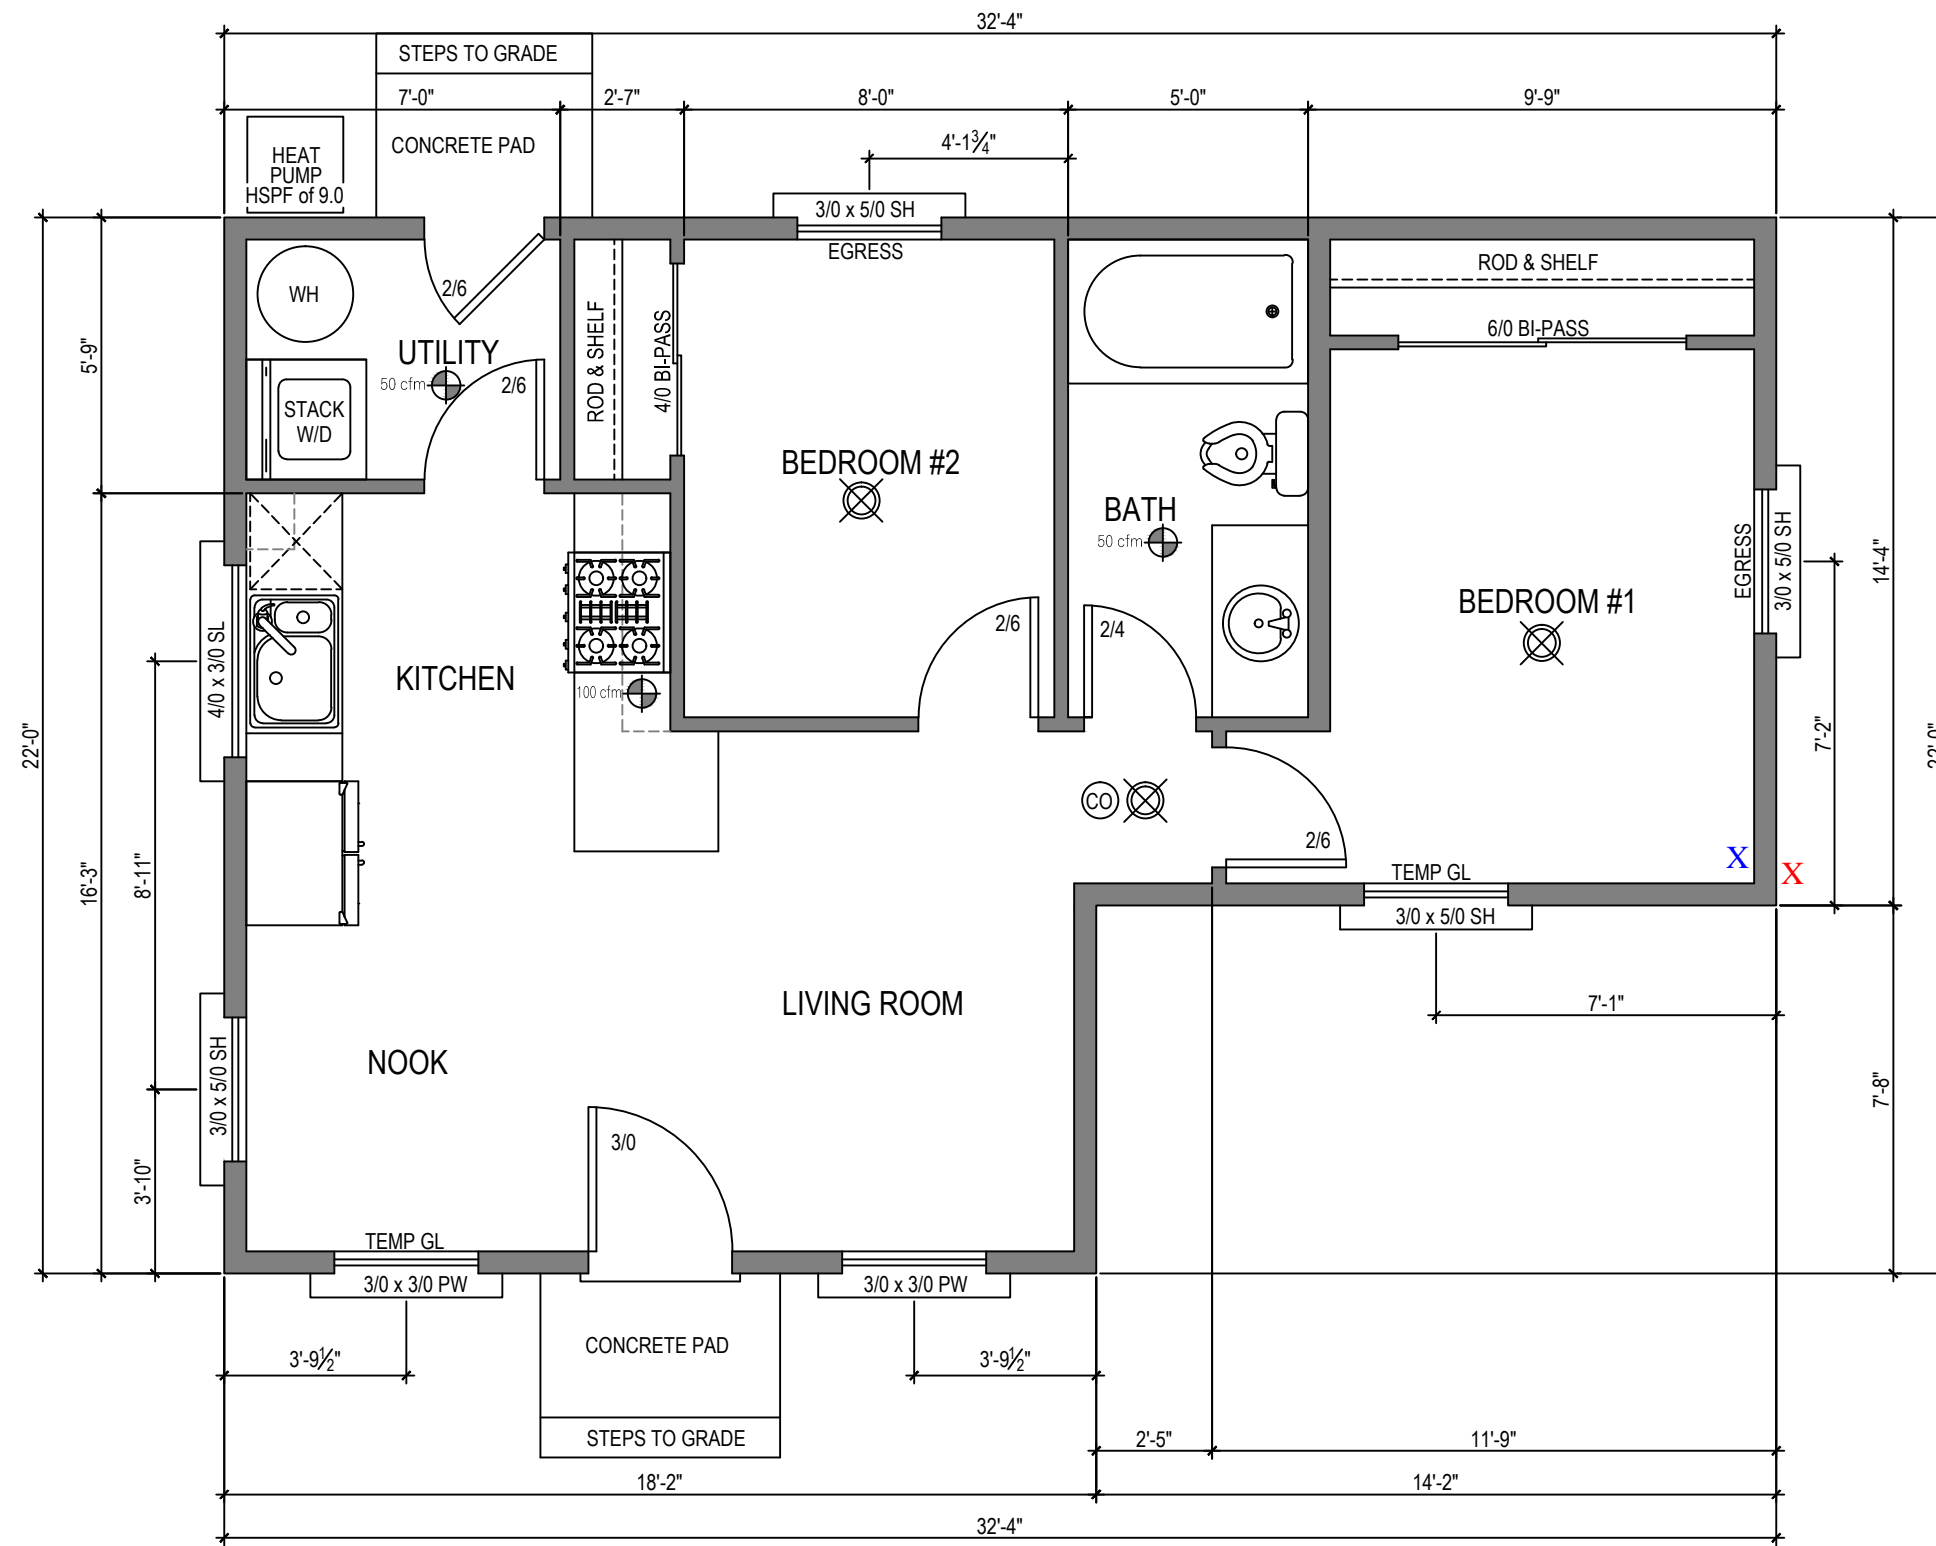 32'-4"
STEPS TO GRADE
7'-0"
2'-7"
8'-0"
5'-0"
9'-9"
CONCRETE PAD
4'-1¾"
HEAT
PUMP
HSPF of 9.0
3/0 x 5/0 SH
EGRESS
ROD & SHELF
WH
2/6
6/0 BI-PASS
UTILITY
50 cfm
2/6
ROD & SHELF
4/0 BI-PASS
5'-9"
STACK
W/D
BEDROOM #2
BATH
50 cfm
EGRESS
3/0 x 5/0 SH
14'-4"
BEDROOM #1
2/6
2/4
4/0 x 3/0 SL
KITCHEN
100 cfm
22'-0"
7'-2"
22'-0"
CO
2/6
X
X
TEMP GL
3/0 x 5/0 SH
16'-3"
8'-11"
LIVING ROOM
7'-1"
NOOK
3/0 x 5/0 SH
7'-8"
3/0
3'-10"
TEMP GL
3/0 x 3/0 PW
3/0 x 3/0 PW
CONCRETE PAD
3'-9½"
3'-9½"
STEPS TO GRADE
2'-5"
11'-9"
18'-2"
14'-2"
32'-4"